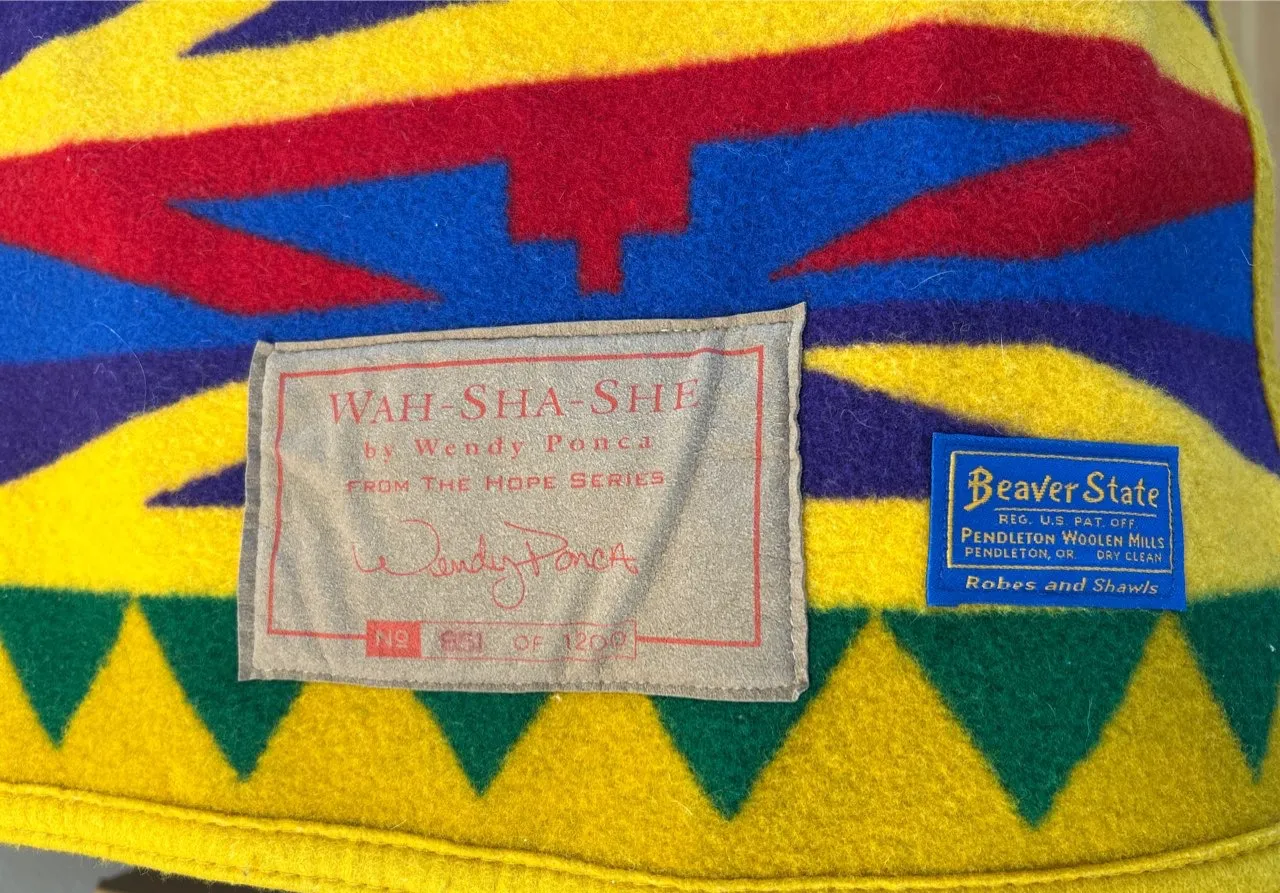 WAH-SHA-SHE
by Wendy Ponca
FROM THE HOPE SERIES
Wendy Ponca
No 651 OF 1200
Beaver State
REG. U.S. PAT. OFF.
PENDLETON WOOLEN MILLS
PENDLETON, OR. DRY CLEAN
Robes and Shawls